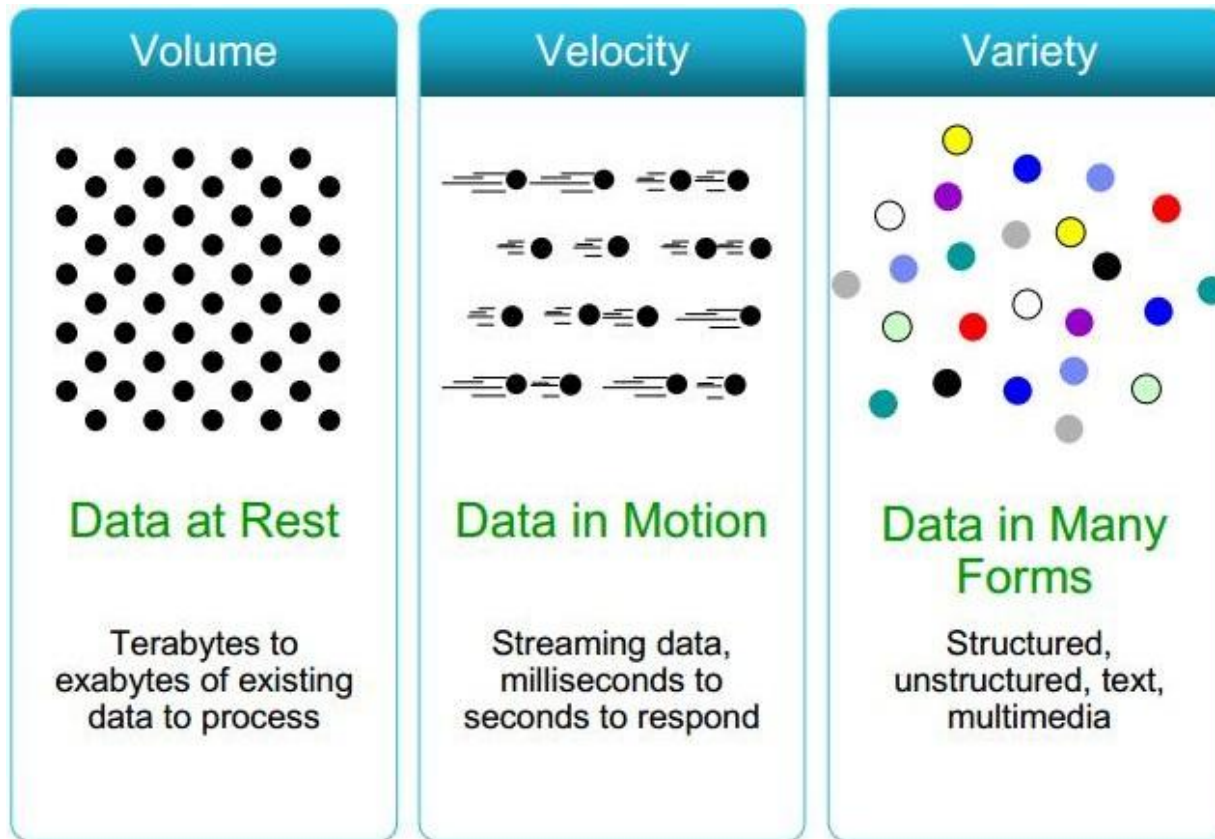 Volume
Data at Rest
Terabytes to
exabytes of existing
data to process
Velocity
Data in Motion
Streaming data,
milliseconds to
seconds to respond
Variety
Data in Many
Forms
Structured,
unstructured, text,
multimedia